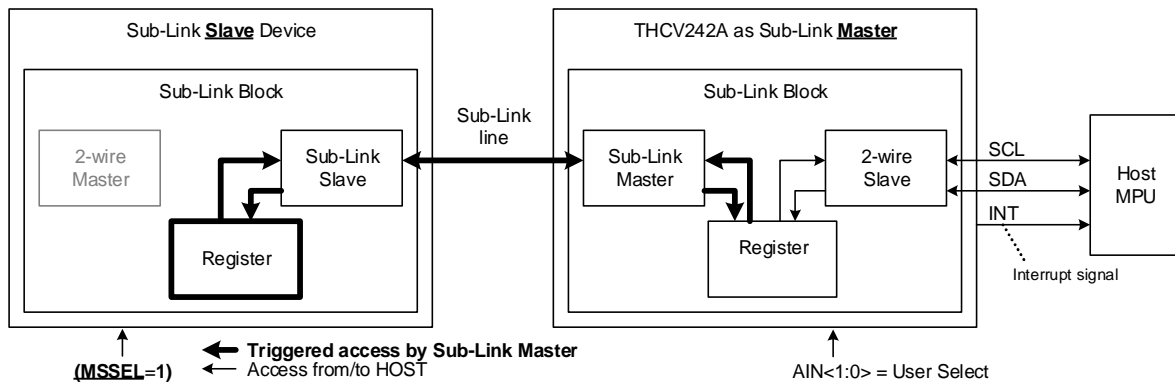 Sub-Link Slave Device
Sub-Link Block
2-wire
Master
Sub-Link
Slave
Register
Sub-Link
line
THCV242A as Sub-Link Master
Sub-Link Block
Sub-Link
Master
2-wire
Slave
Register
SCL
SDA
INT
Host
MPU
Interrupt signal
(MSSEL=1)
Triggered access by Sub-Link Master
Access from/to HOST
AIN<1:0> = User Select